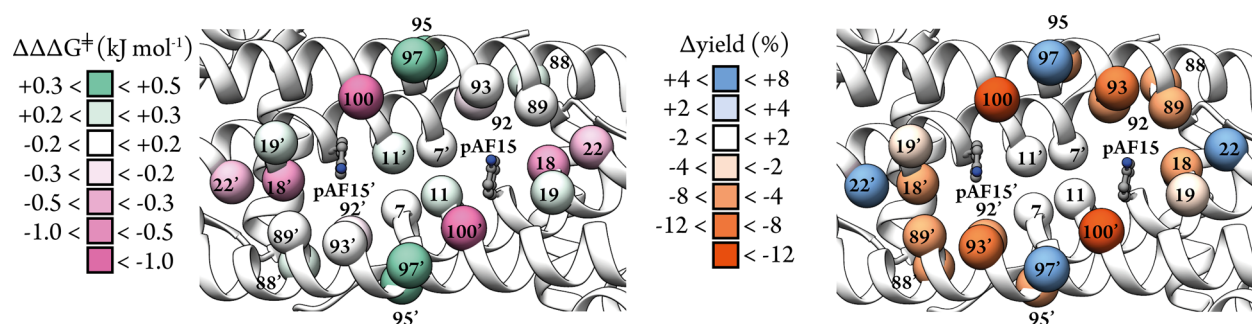 ΔΔΔG‡ (kJ mol-1)
+0.3 < < +0.5
+0.2 < < +0.3
-0.2 < < +0.2
-0.3 < < -0.2
-0.5 < < -0.3
-1.0 < < -0.5
< -1.0
95
97
88
93
100
89
92
19’
11’
7’
pAF15
22
18
22’
18’
pAF15’
11
19
92’
7
89’
93’
100’
97’
88’
95’
Δyield (%)
+4 < < +8
+2 < < +4
-2 < < +2
-4 < < -2
-8 < < -4
-12 < < -8
< -12
95
97
88
93
100
89
92
19’
11’
7’
pAF15
22
18
22’
18’
pAF15’
11
19
92’
7
89’
93’
100’
97’
88’
95’